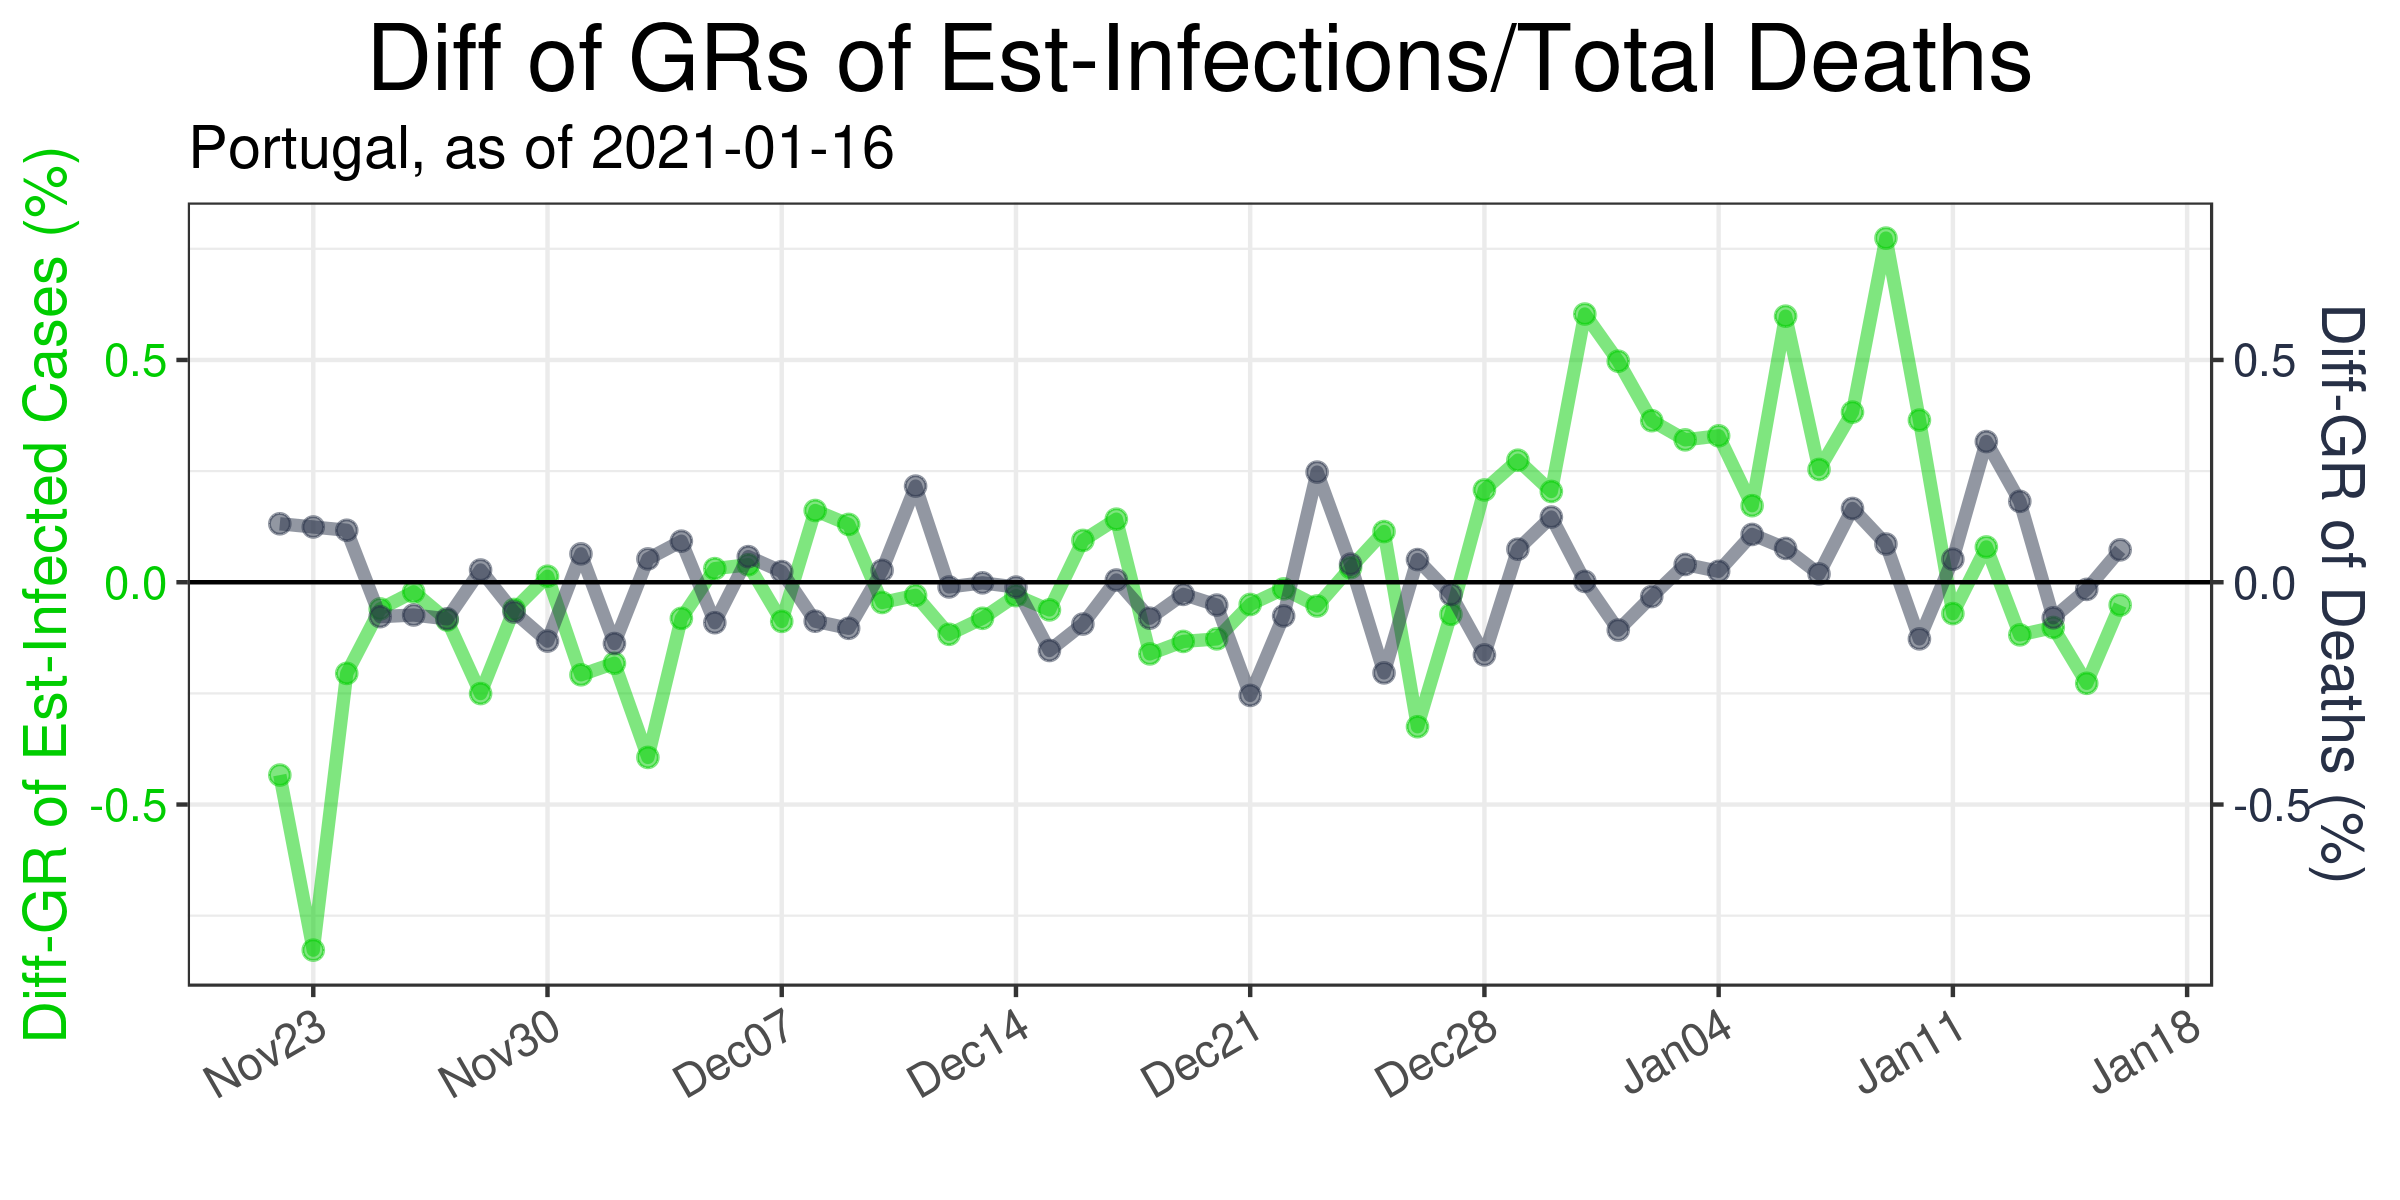 Diff of GRs of Est-Infections/Total Deaths
Portugal, as of 2021-01-16
Diff-GR of Est-Infected Cases (%)
0.5
0.0
-0.5
0.5
0.0
-0.5
Diff-GR of Deaths (%)
Nov23
Nov30
Dec07
Dec14
Dec21
Dec28
Jan04
Jan11
Jan18